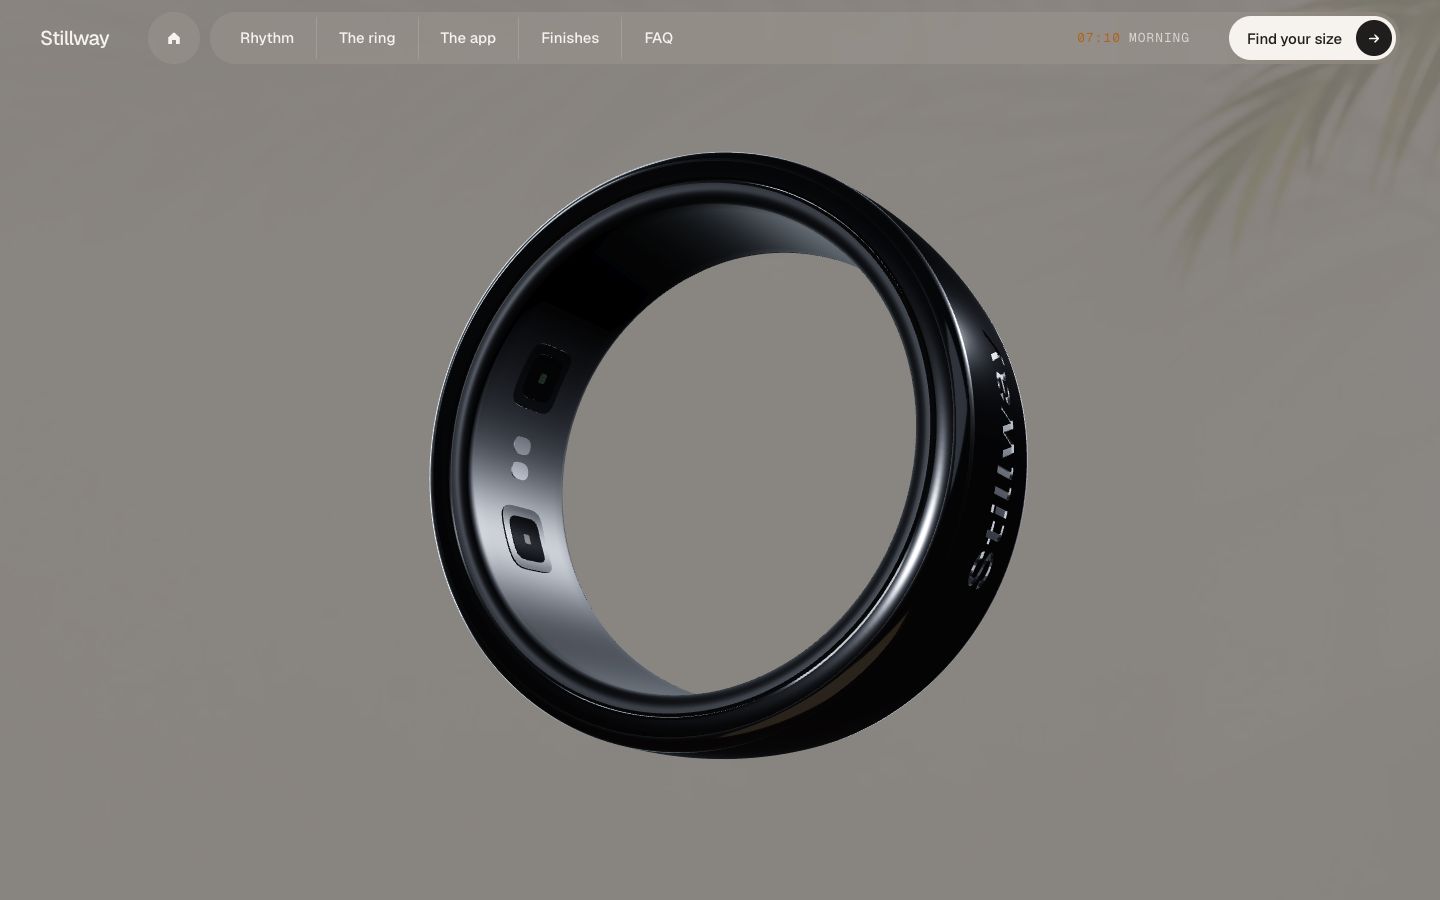 Stillway
Rhythm
The ring
The app
Finishes
FAQ
07:10 MORNING
Find your size
Stillway